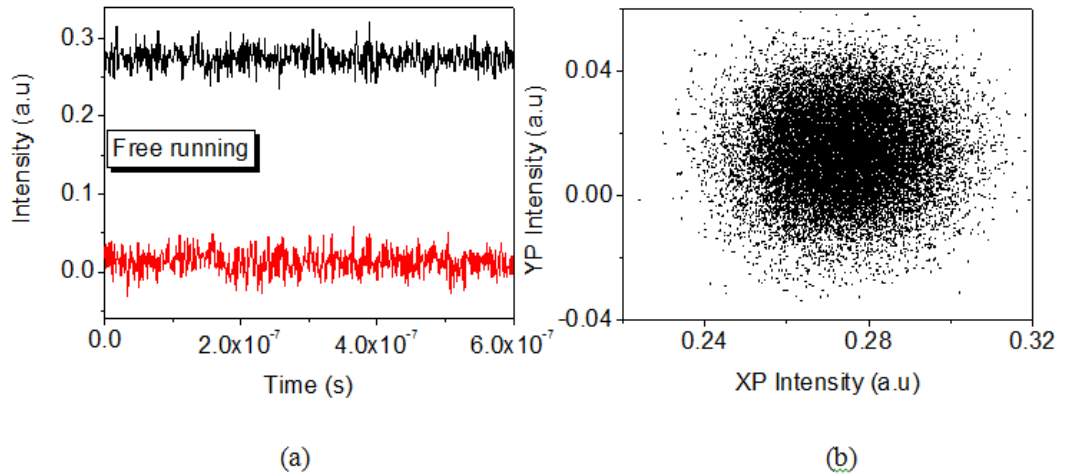 0.3
0.2
0.1
0.0
Intensity (a.u)
Free running
0.0
2.0x10⁻⁷
4.0x10⁻⁷
6.0x10⁻⁷
Time (s)
(a)
0.04
0.00
-0.04
YP Intensity (a.u)
0.24
0.28
0.32
XP Intensity (a.u)
(b)